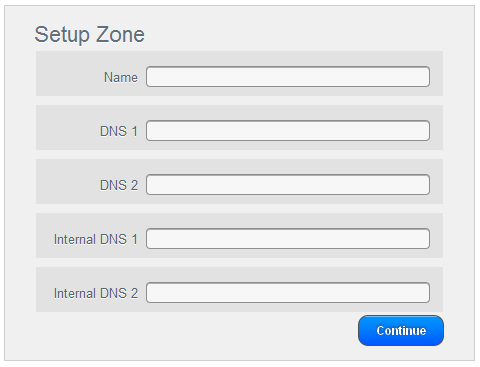 Setup Zone
Name
DNS 1
DNS 2
Internal DNS 1
Internal DNS 2
Continue